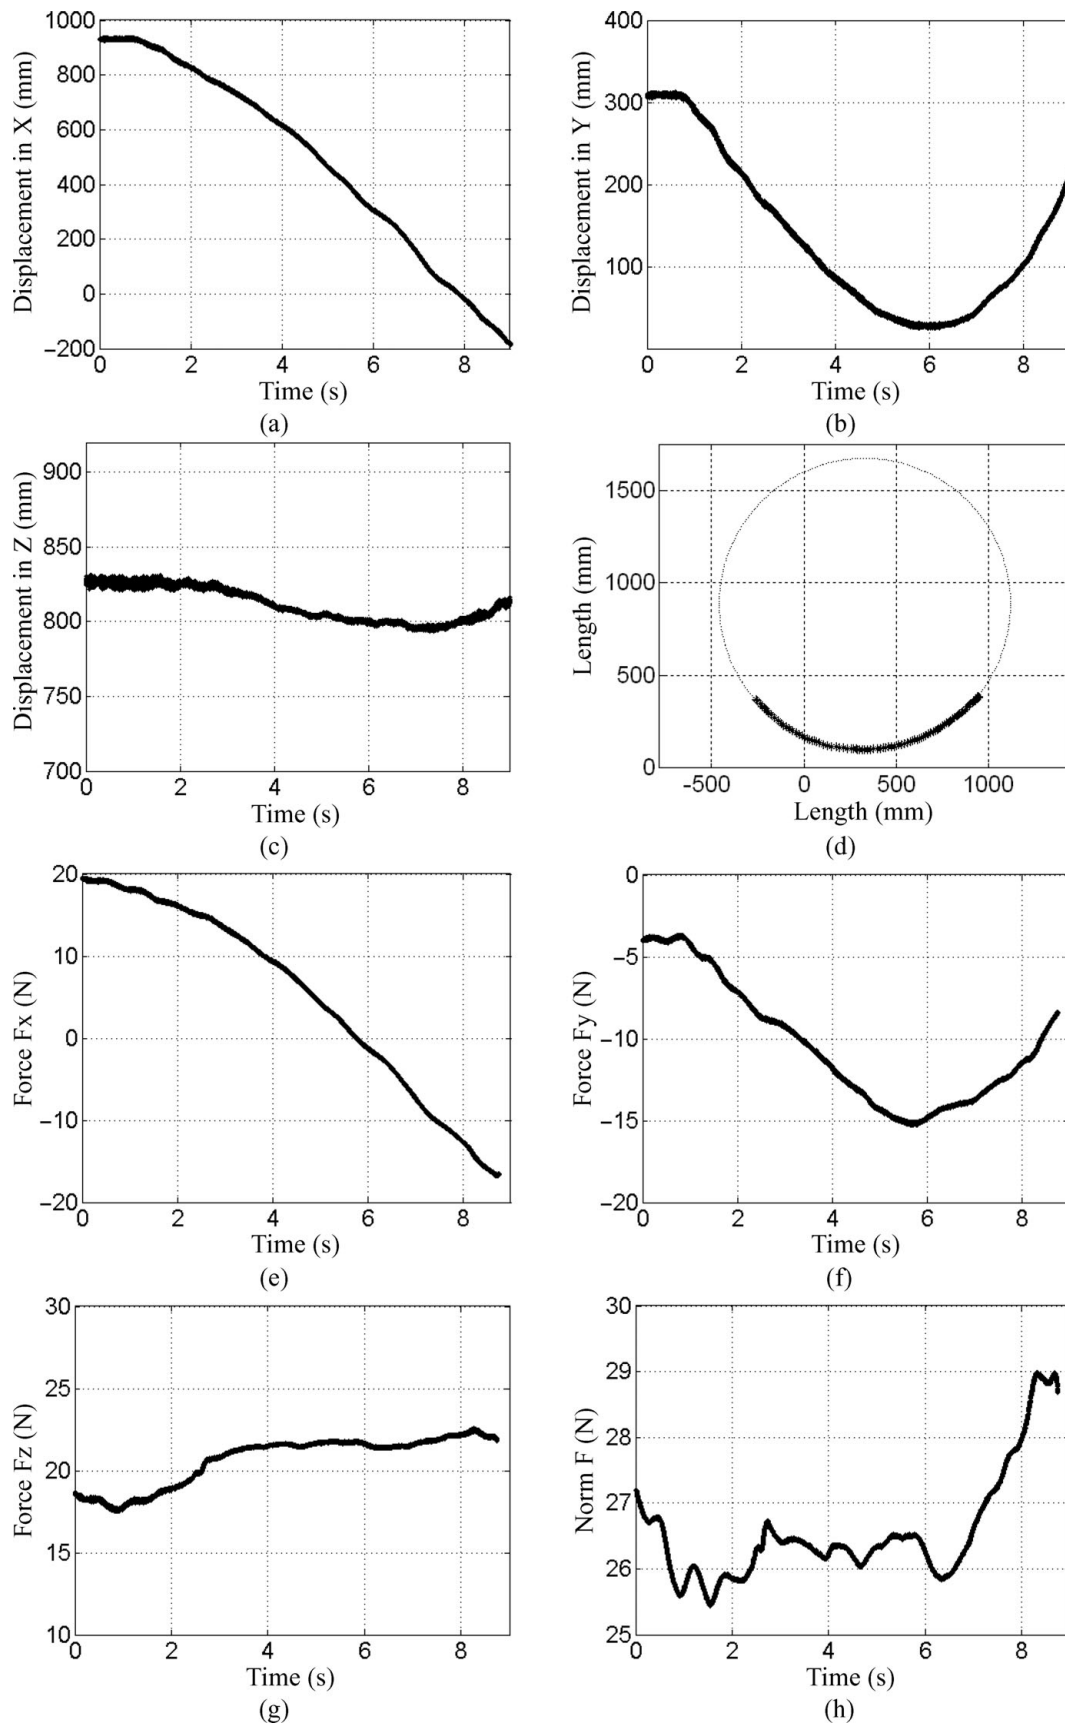 1000
800
600
400
200
0
−200
Displacement in X (mm)
0 2 4 6 8
Time (s)
(a)
400
300
200
100
Displacement in Y (mm)
0 2 4 6 8
Time (s)
(b)
900
850
800
750
700
Displacement in Z (mm)
0 2 4 6 8
Time (s)
(c)
1500
1000
500
0
Length (mm)
-500 0 500 1000
Length (mm)
(d)
20
10
0
−10
−20
Force Fx (N)
0 2 4 6 8
Time (s)
(e)
0
−5
−10
−15
−20
Force Fy (N)
0 2 4 6 8
Time (s)
(f)
30
25
20
15
10
Force Fz (N)
0 2 4 6 8
Time (s)
(g)
30
29
28
27
26
25
Norm F (N)
0 2 4 6 8
Time (s)
(h)